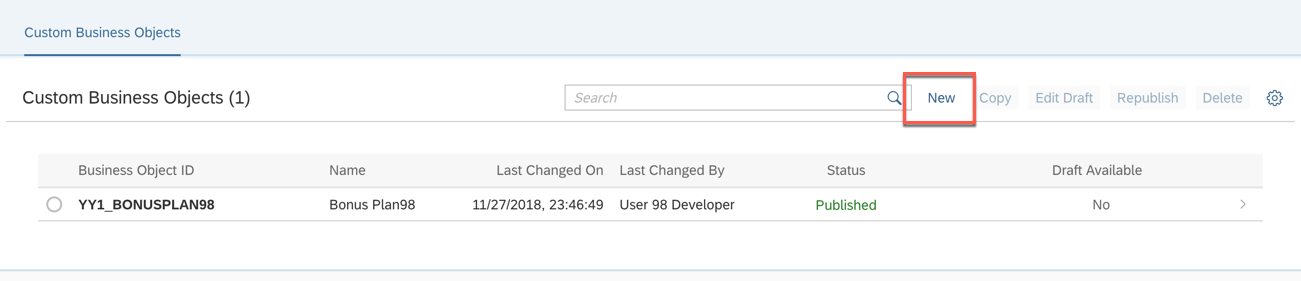 Custom Business Objects
Custom Business Objects (1) Search New Copy Edit Draft Republish Delete
Business Object ID Name Last Changed On Last Changed By Status Draft Available
YY1_BONUSPLAN98 Bonus Plan98 11/27/2018, 23:46:49 User 98 Developer Published No